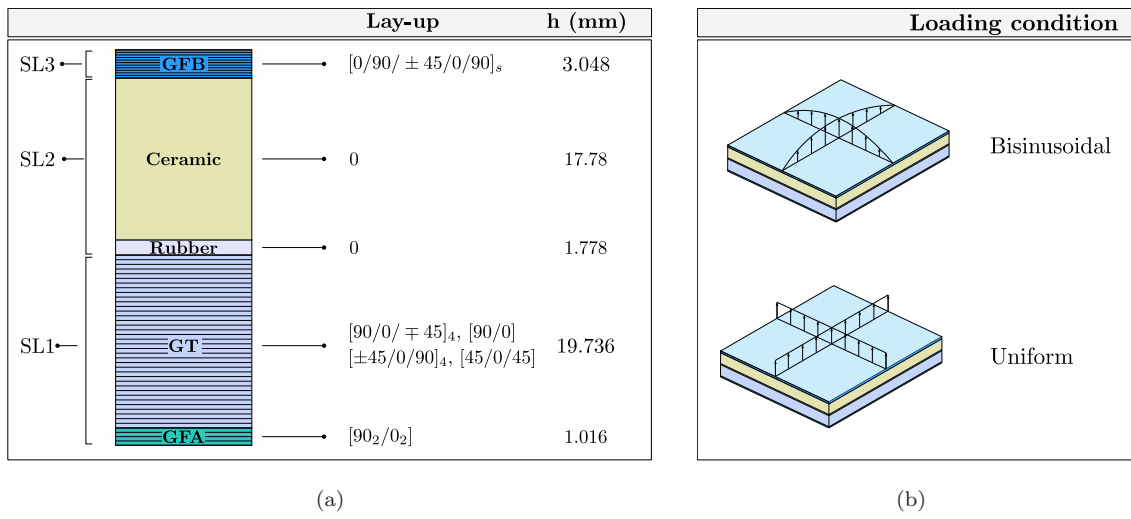 Lay-up h (mm)
SL3 GFB [0/90/ ± 45/0/90]ₛ 3.048
SL2 Ceramic 0 17.78
Rubber 0 1.778
[90/0/ ∓ 45]₄, [90/0]
SL1 GT 19.736
[±45/0/90]₄, [45/0/45]
GFA [90₂/0₂] 1.016
(a)
Loading condition
Bisinusoidal
Uniform
(b)